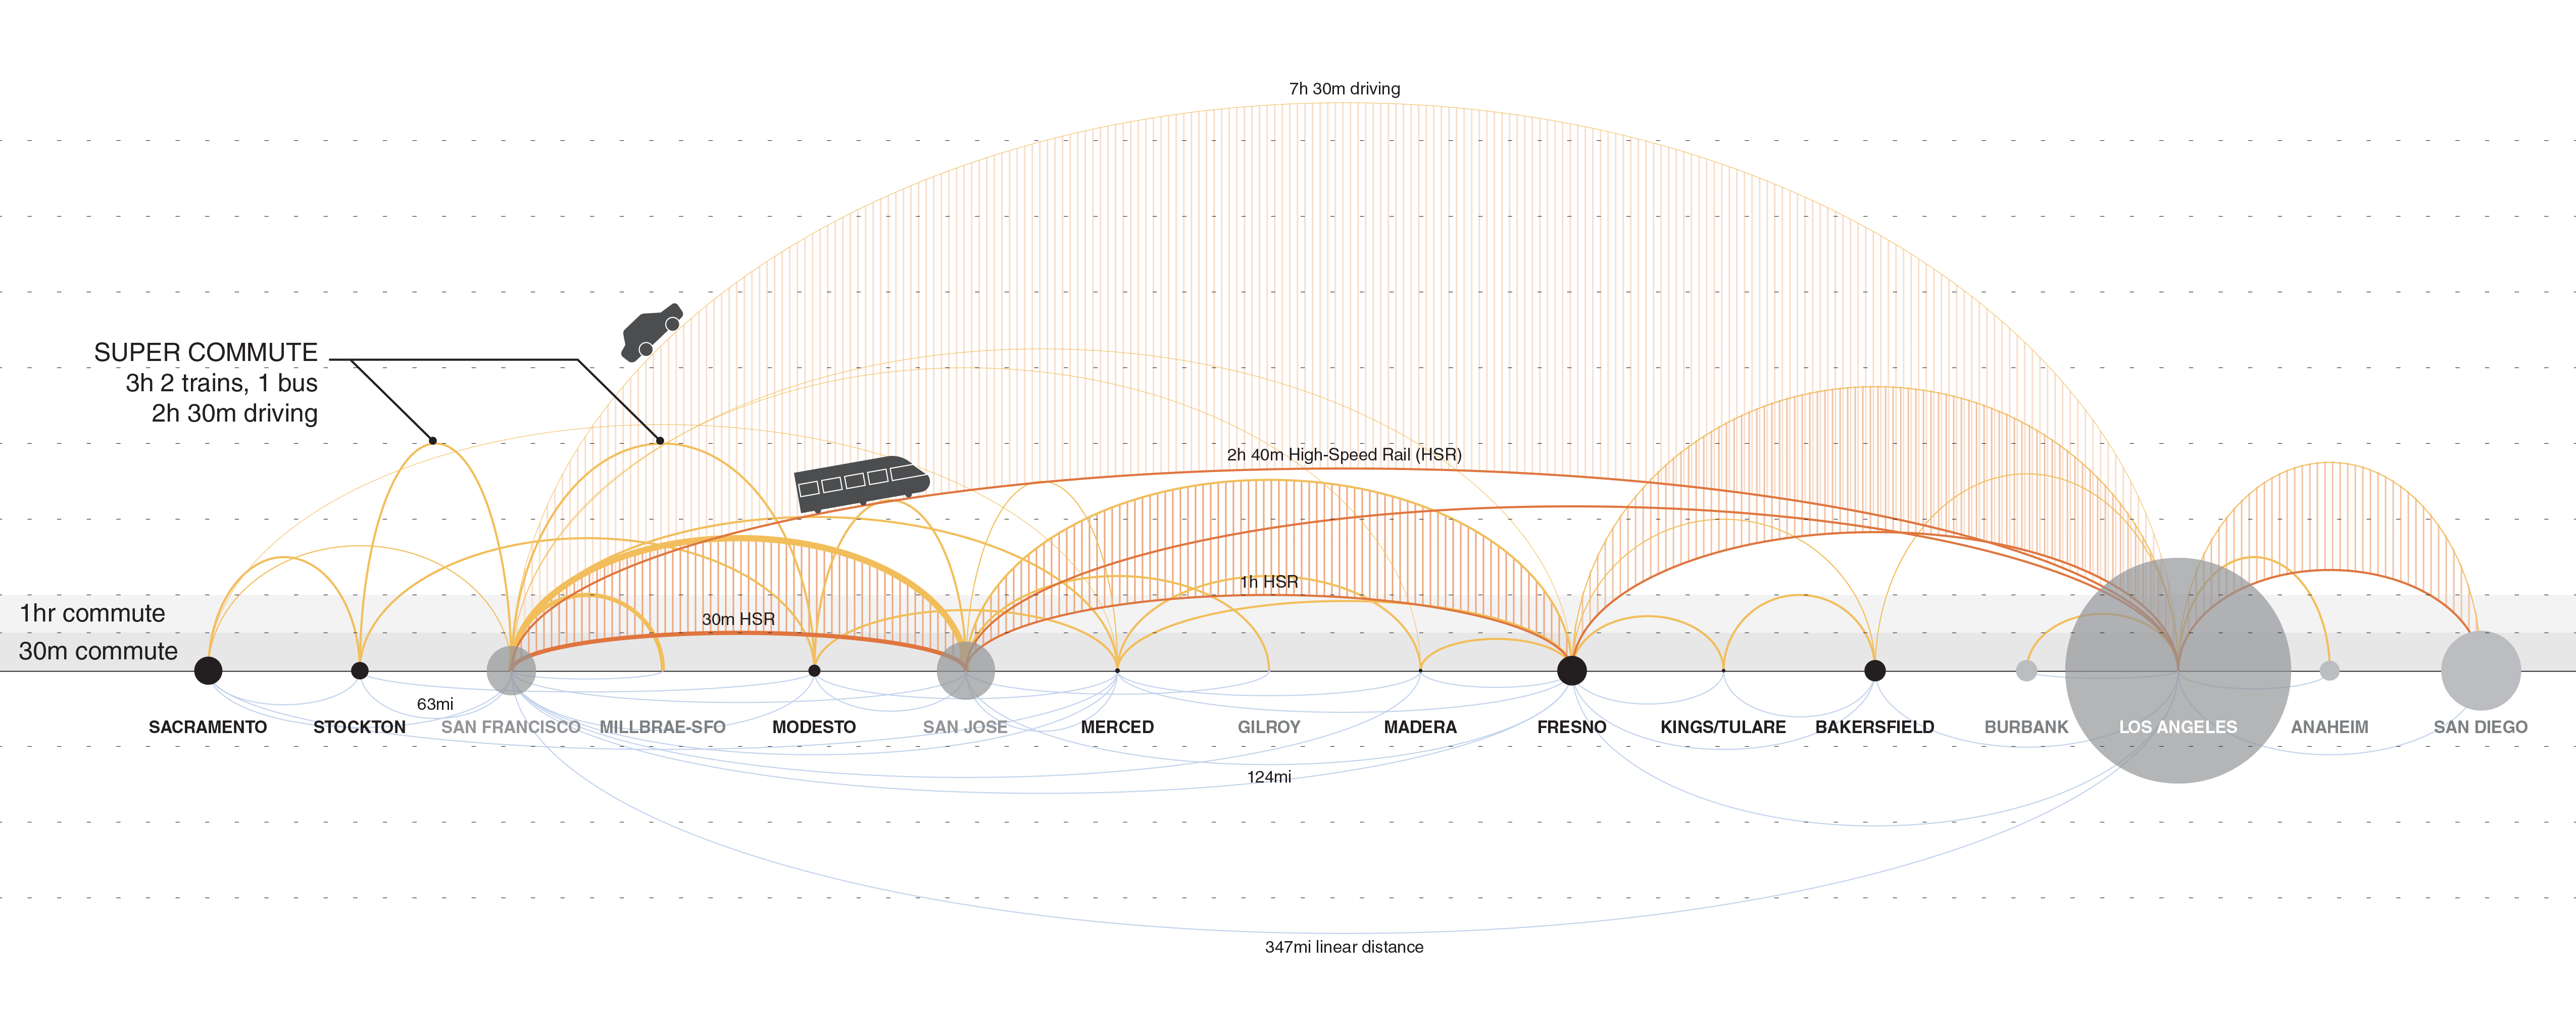 7h 30m driving
SUPER COMMUTE
3h 2 trains, 1 bus
2h 30m driving
2h 40m High-Speed Rail (HSR)
1h HSR
1hr commute
30m HSR
30m commute
63mi
SACRAMENTO STOCKTON SAN FRANCISCO MILLBRAE-SFO MODESTO SAN JOSE MERCED GILROY MADERA FRESNO KINGS/TULARE BAKERSFIELD BURBANK LOS ANGELES ANAHEIM SAN DIEGO
124mi
347mi linear distance